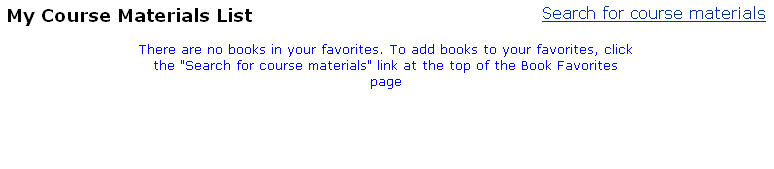 My Course Materials List
Search for course materials
There are no books in your favorites. To add books to your favorites, click
the "Search for course materials" link at the top of the Book Favorites
page